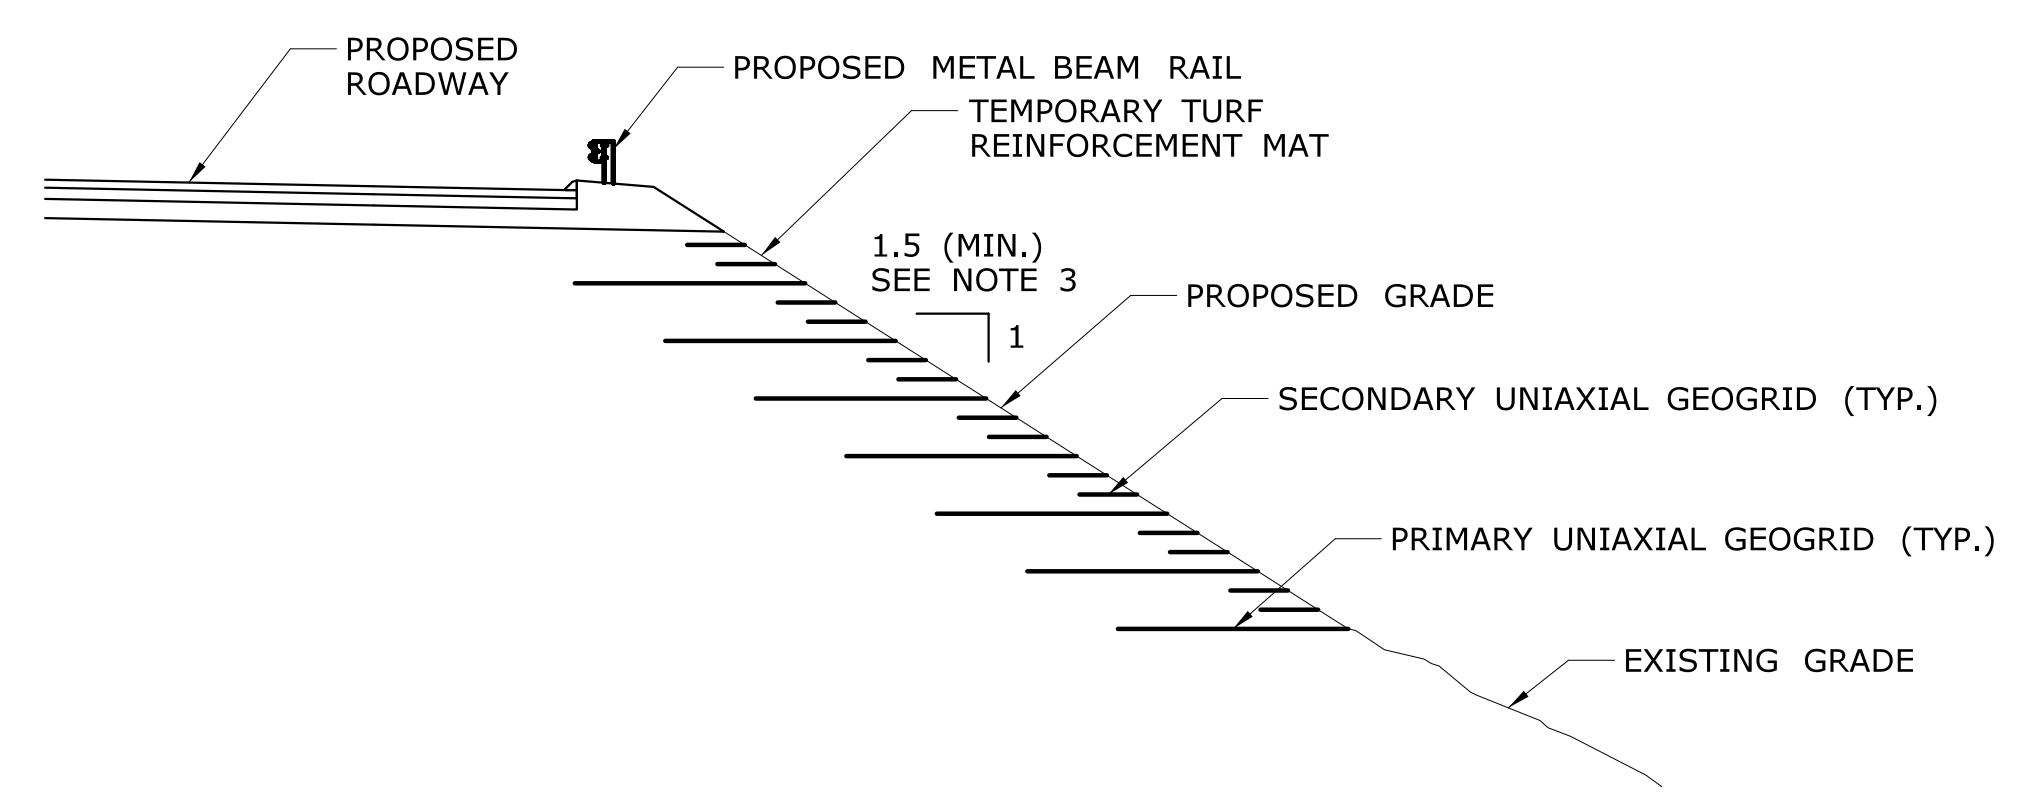 PROPOSED
ROADWAY
PROPOSED METAL BEAM RAIL
TEMPORARY TURF
REINFORCEMENT MAT
1.5 (MIN.)
SEE NOTE 3
1
PROPOSED GRADE
SECONDARY UNIAXIAL GEOGRID (TYP.)
PRIMARY UNIAXIAL GEOGRID (TYP.)
EXISTING GRADE